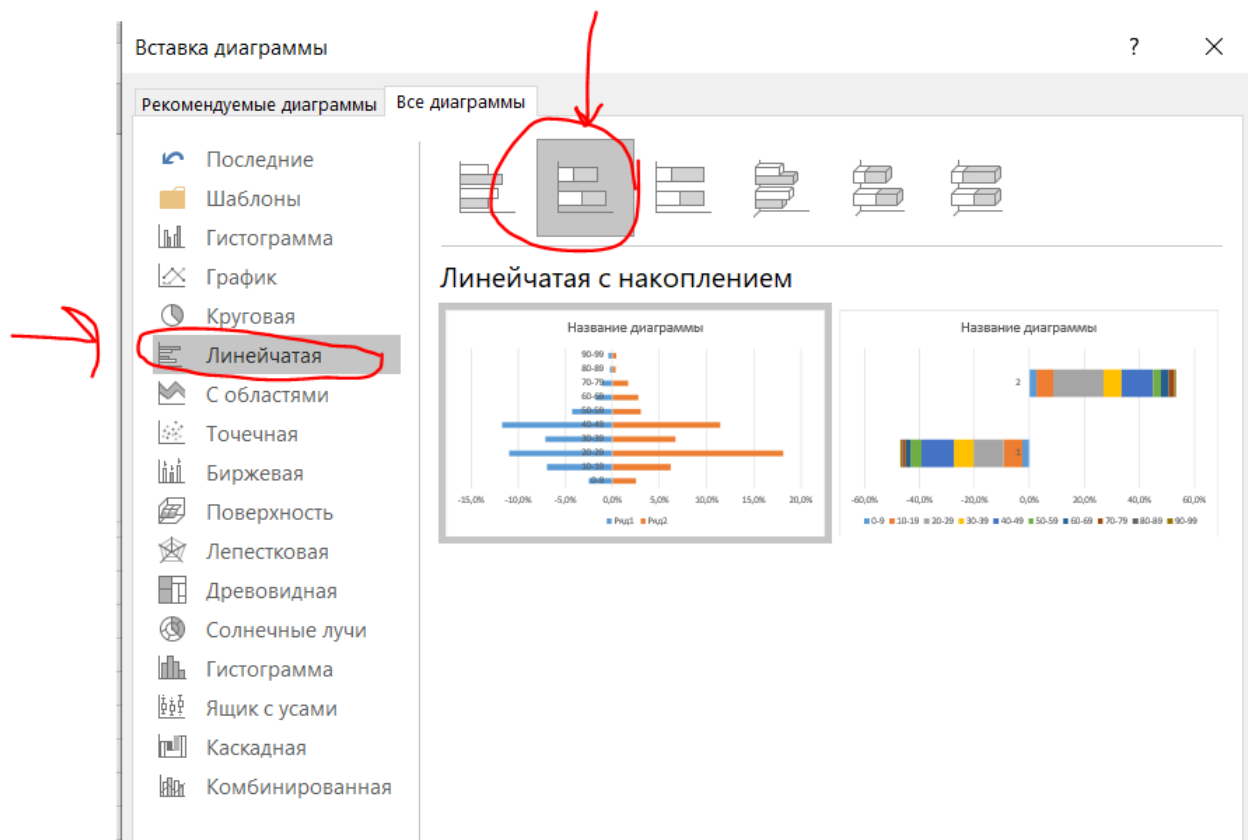 Вставка диаграммы
?
Рекомендуемые диаграммы
Все диаграммы
Последние
Шаблоны
Гистограмма
График
Круговая
Линейчатая
С областями
Точечная
Биржевая
Поверхность
Лепестковая
Древовидная
Солнечные лучи
Гистограмма
Ящик с усами
Каскадная
Комбинированная
Линейчатая с накоплением
Название диаграммы
90-99
80-89
70-79
60-69
50-59
40-49
30-39
20-29
10-19
0-9
-15,0% -10,0% -5,0% 0,0% 5,0% 10,0% 15,0% 20,0%
Ряд1 Ряд2
Название диаграммы
2
1
-60,0% -40,0% -20,0% 0,0% 20,0% 40,0% 60,0%
0-9 10-19 20-29 30-39 40-49 50-59 60-69 70-79 80-89 90-99